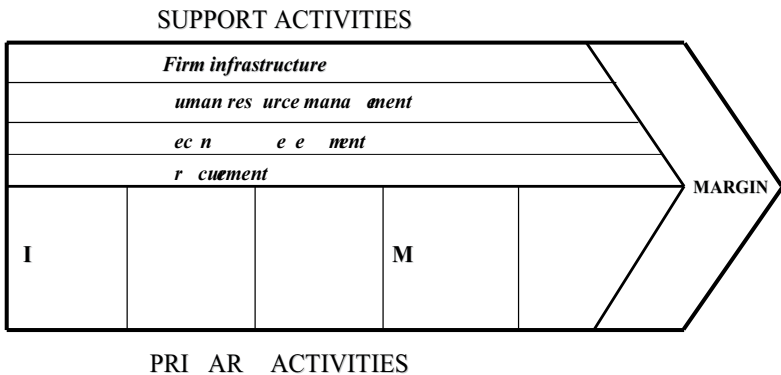 SUPPORT ACTIVITIES
Firm infrastructure
uman res urce mana ement
ec n e e ment
r cuement
MARGIN
I M
PRI AR ACTIVITIES